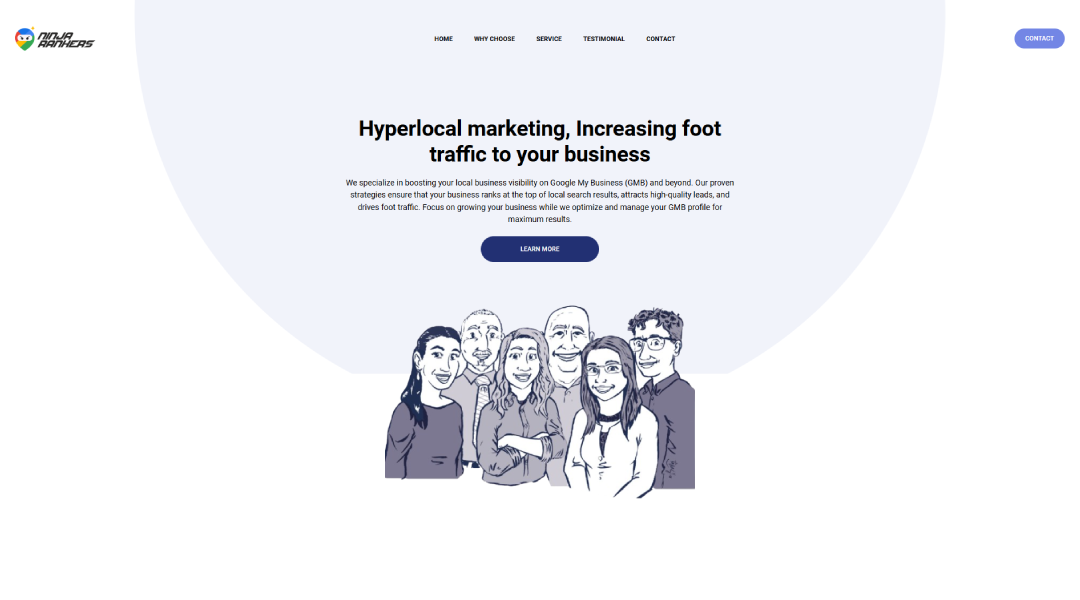 NINJA
RANKERS
HOME
WHY CHOOSE
SERVICE
TESTIMONIAL
CONTACT
CONTACT
Hyperlocal marketing, Increasing foot
traffic to your business
We specialize in boosting your local business visibility on Google My Business (GMB) and beyond. Our proven
strategies ensure that your business ranks at the top of local search results, attracts high-quality leads, and
drives foot traffic. Focus on growing your business while we optimize and manage your GMB profile for
maximum results.
LEARN MORE